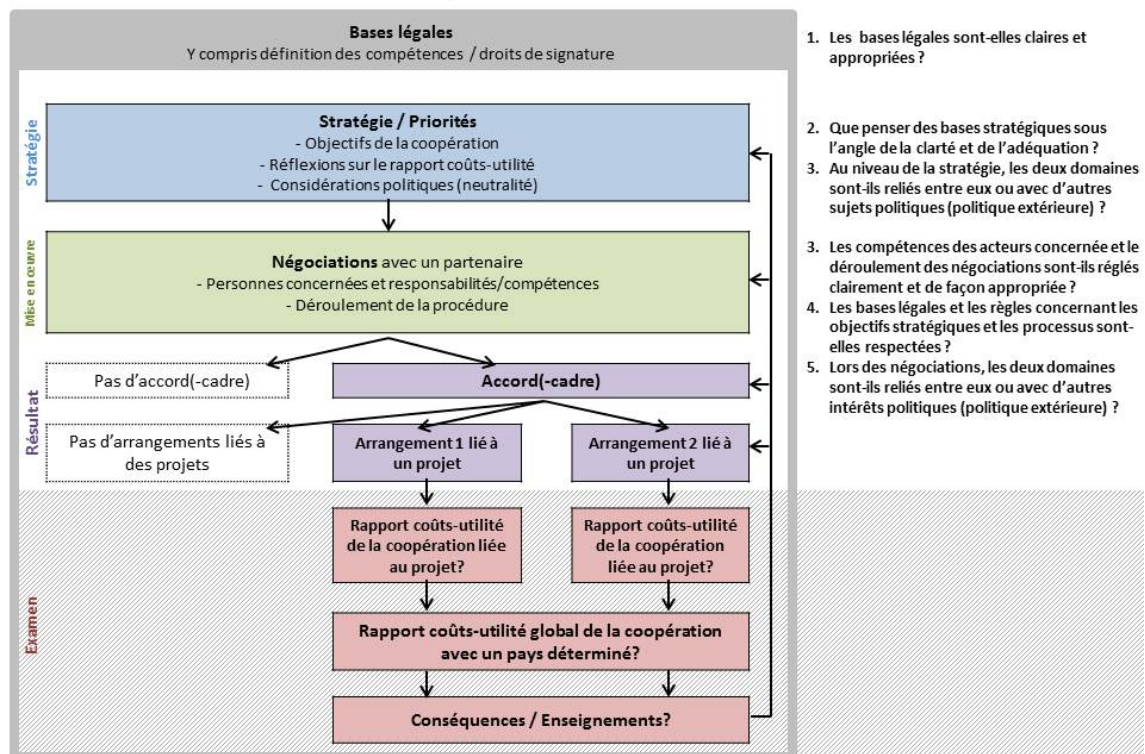 Bases légales
Y compris définition des compétences / droits de signature
Stratégie
Stratégie / Priorités
- Objectifs de la coopération
- Réflexions sur le rapport coûts-utilité
- Considérations politiques (neutralité)
Mise en œuvre
Négociations avec un partenaire
- Personnes concernées et responsabilités/compétences
- Déroulement de la procédure
Résultat
Pas d’accord(-cadre)
Accord(-cadre)
Pas d’arrangements liés à
des projets
Arrangement 1 lié à
un projet
Arrangement 2 lié à
un projet
Examen
Rapport coûts-utilité
de la coopération liée
au projet?
Rapport coûts-utilité
de la coopération
liée au projet?
Rapport coûts-utilité global de la coopération
avec un pays déterminé?
Conséquences / Enseignements?
1. Les bases légales sont-elles claires et
appropriées ?
2. Que penser des bases stratégiques sous
l’angle de la clarté et de l’adéquation ?
3. Au niveau de la stratégie, les deux domaines
sont-ils reliés entre eux ou avec d’autres
sujets politiques (politique extérieure) ?
3. Les compétences des acteurs concernée et le
déroulement des négociations sont-ils réglés
clairement et de façon appropriée ?
4. Les bases légales et les règles concernant les
objectifs stratégiques et les processus sont-
elles respectées ?
5. Lors des négociations, les deux domaines
sont-ils reliés entre eux ou avec d’autres
intérêts politiques (politique extérieure) ?